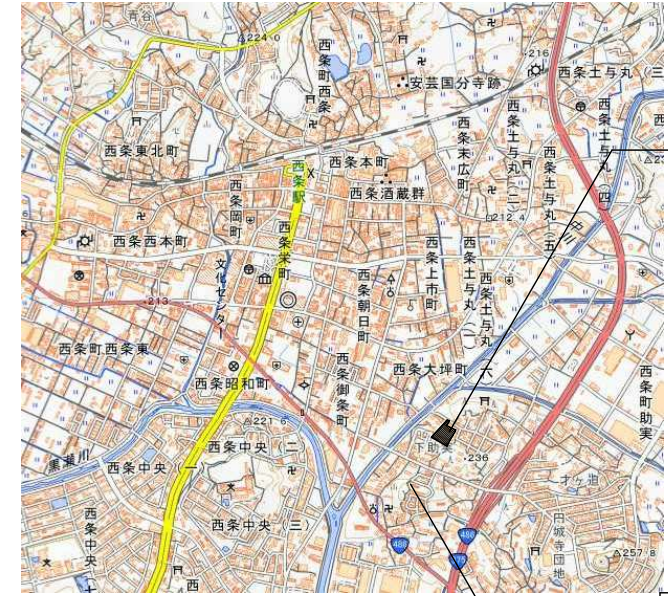 青谷
224.0
西条町西条
安芸国分寺跡
216
西条土与丸（三
西条土与丸（四）
西条東北町
西条駅
西条本町
西条酒蔵群
西条末広町
西条土与丸（二）
西条土与丸（五
西条岡町
212.4
中川
西条西本町
西条栄町
文化センター
西条朝日町
西条上市町
西条土与丸（一）
西条土与丸（六
213
西条町西条東
西条昭和町
西条御条町
西条大坪町
西条町助実
221.6
黒瀬川
西条中央（一）
西条中央（二
西条中央（三）
下助実
236
才ヶ迫
円城寺団地
486
257.8
西条中央
西